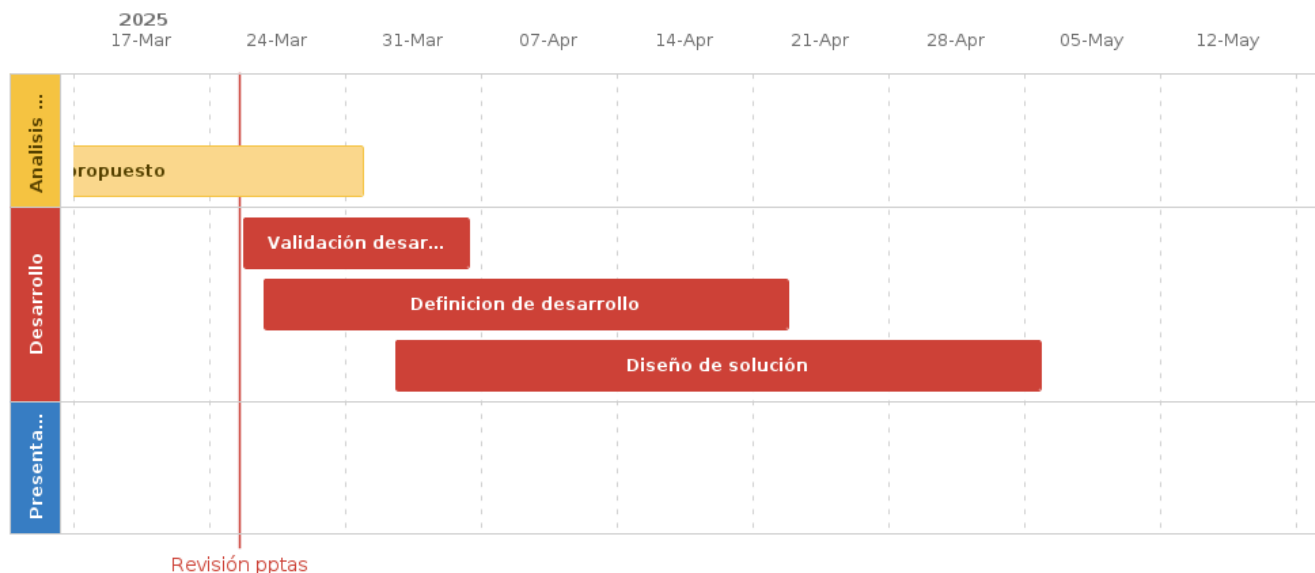 2025
17-Mar 24-Mar 31-Mar 07-Apr 14-Apr 21-Apr 28-Apr 05-May 12-May
Analisis ...
propuesto
Desarrollo
Validación desar...
Definicion de desarrollo
Diseño de solución
Presenta...
Revisión pptas